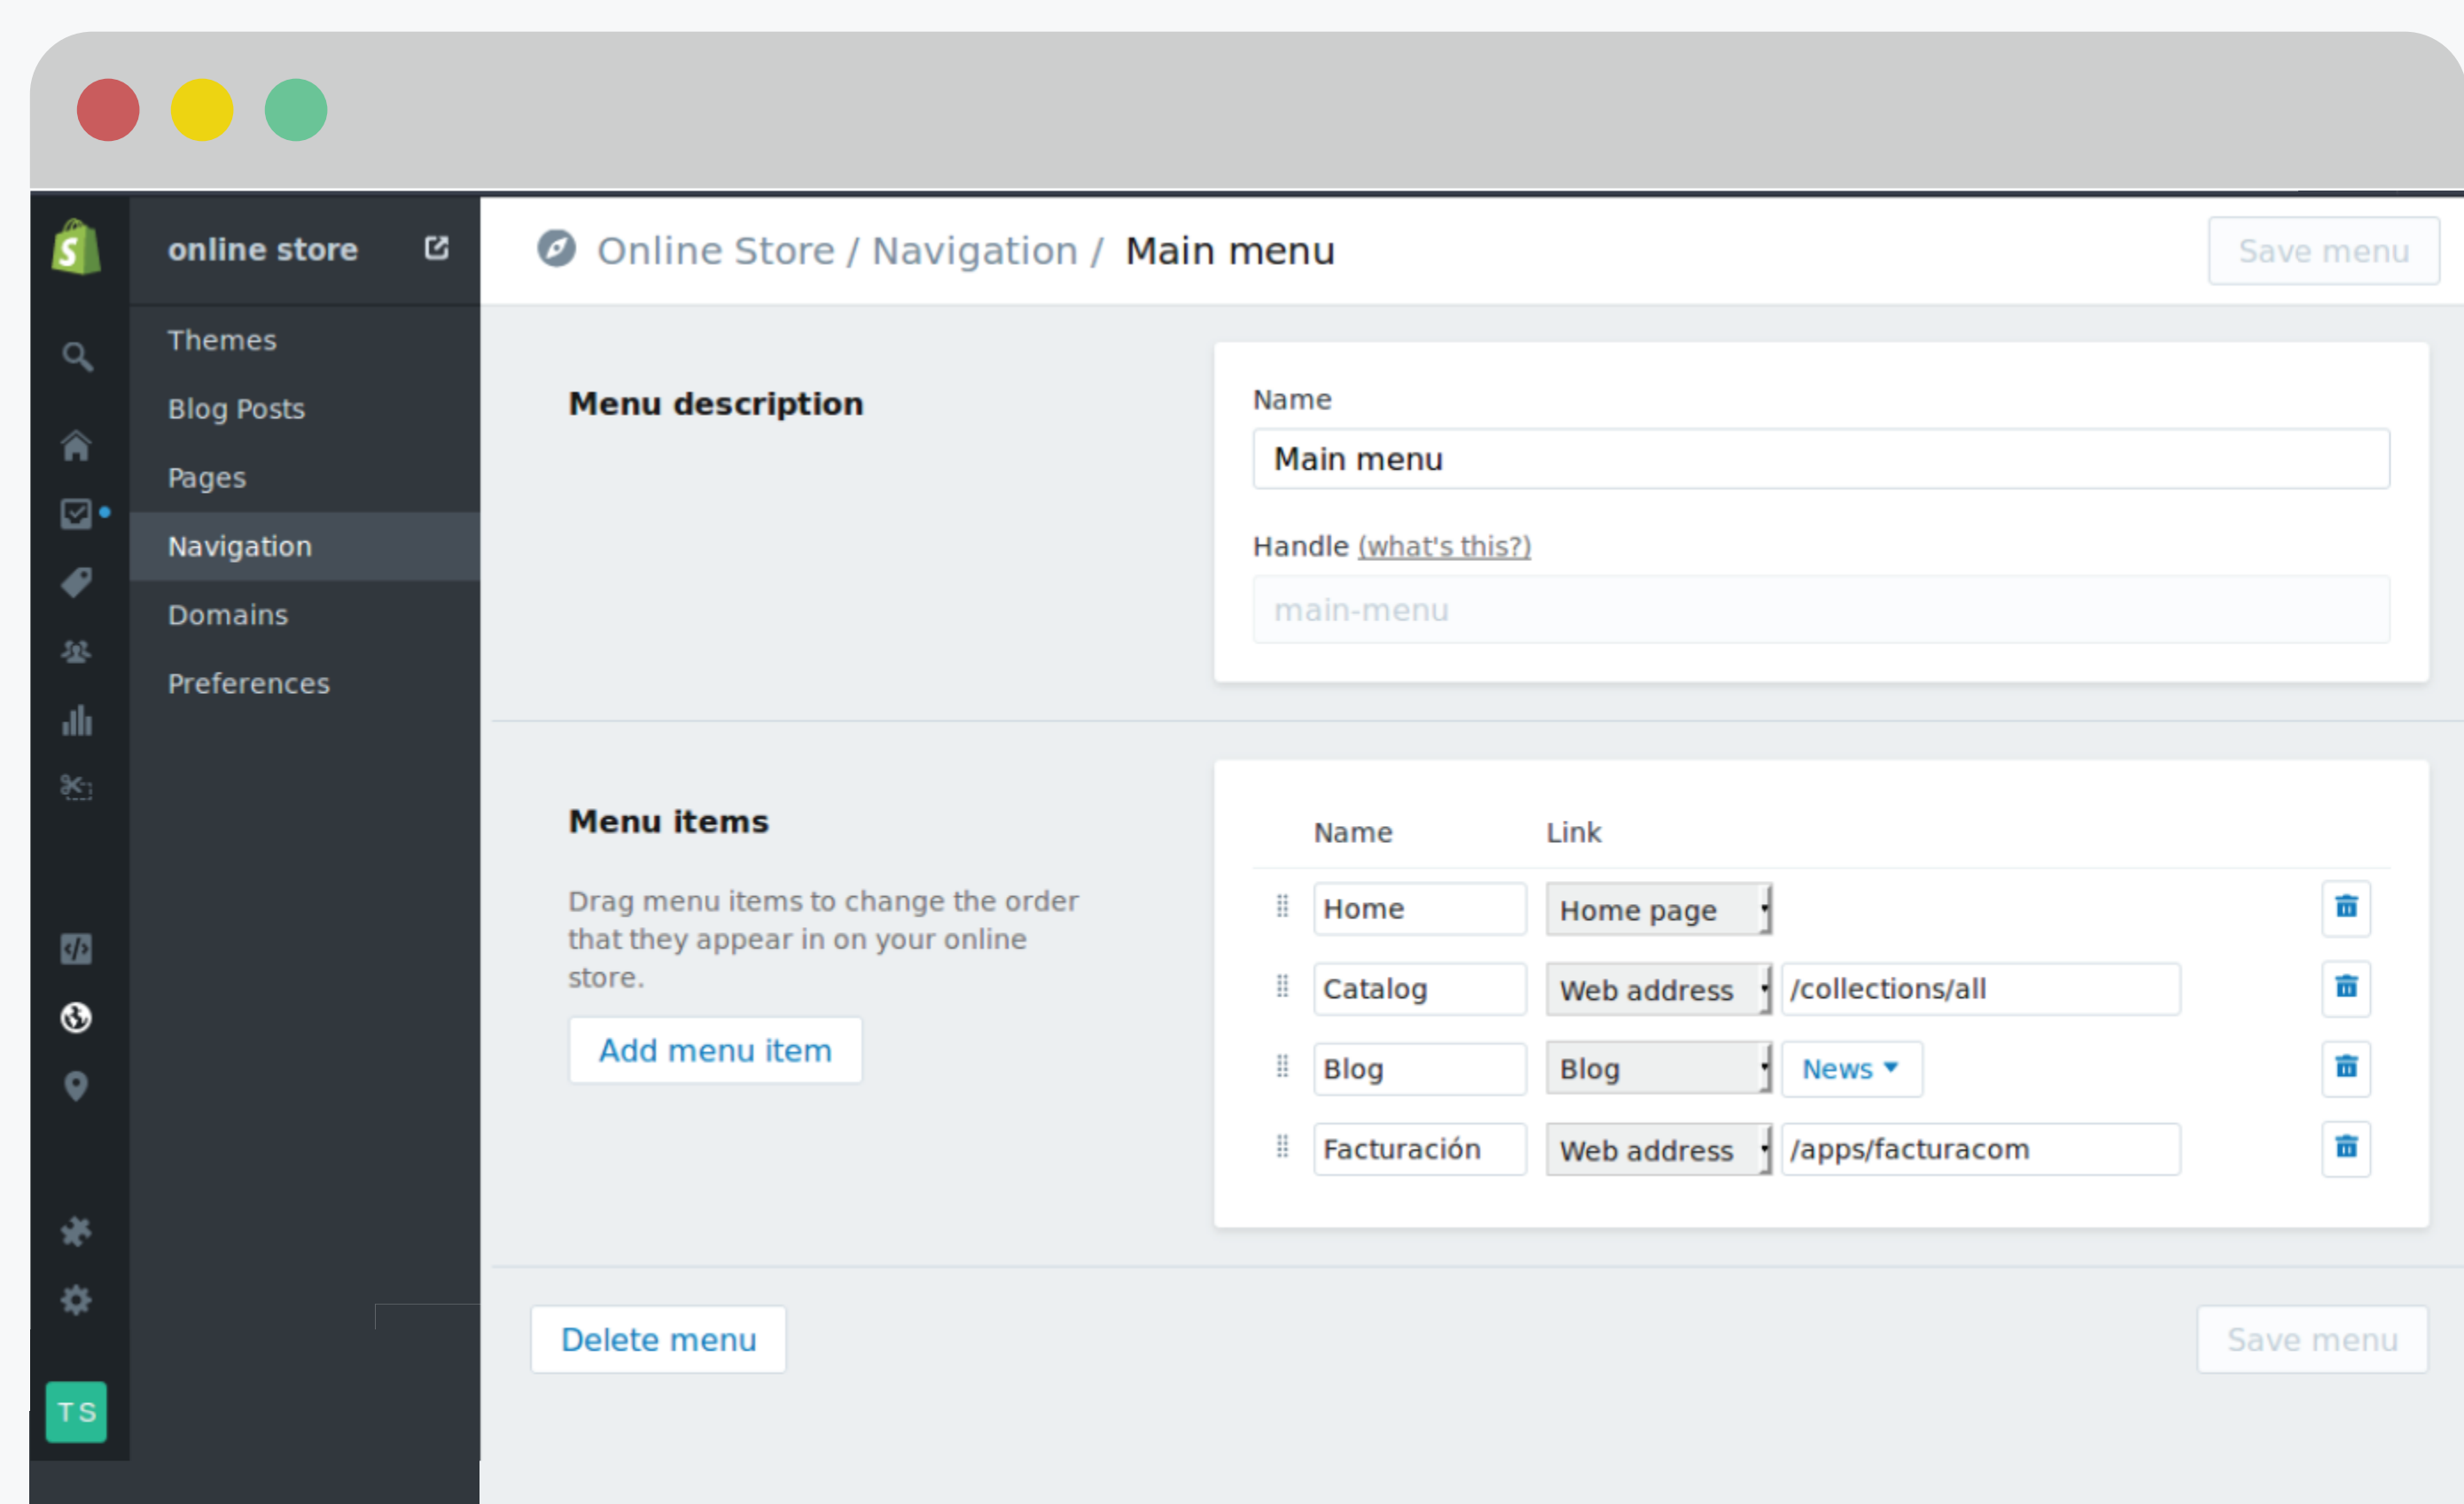 online store
Online Store / Navigation / Main menu
Save menu
Themes
Blog Posts
Pages
Navigation
Domains
Preferences
Menu description
Name
Main menu
Handle (what's this?)
main-menu
Menu items
Drag menu items to change the order
that they appear in on your online
store.
Add menu item
Name Link
Home Home page
Catalog Web address /collections/all
Blog Blog News
Facturación Web address /apps/facturacom
Delete menu
Save menu
TS